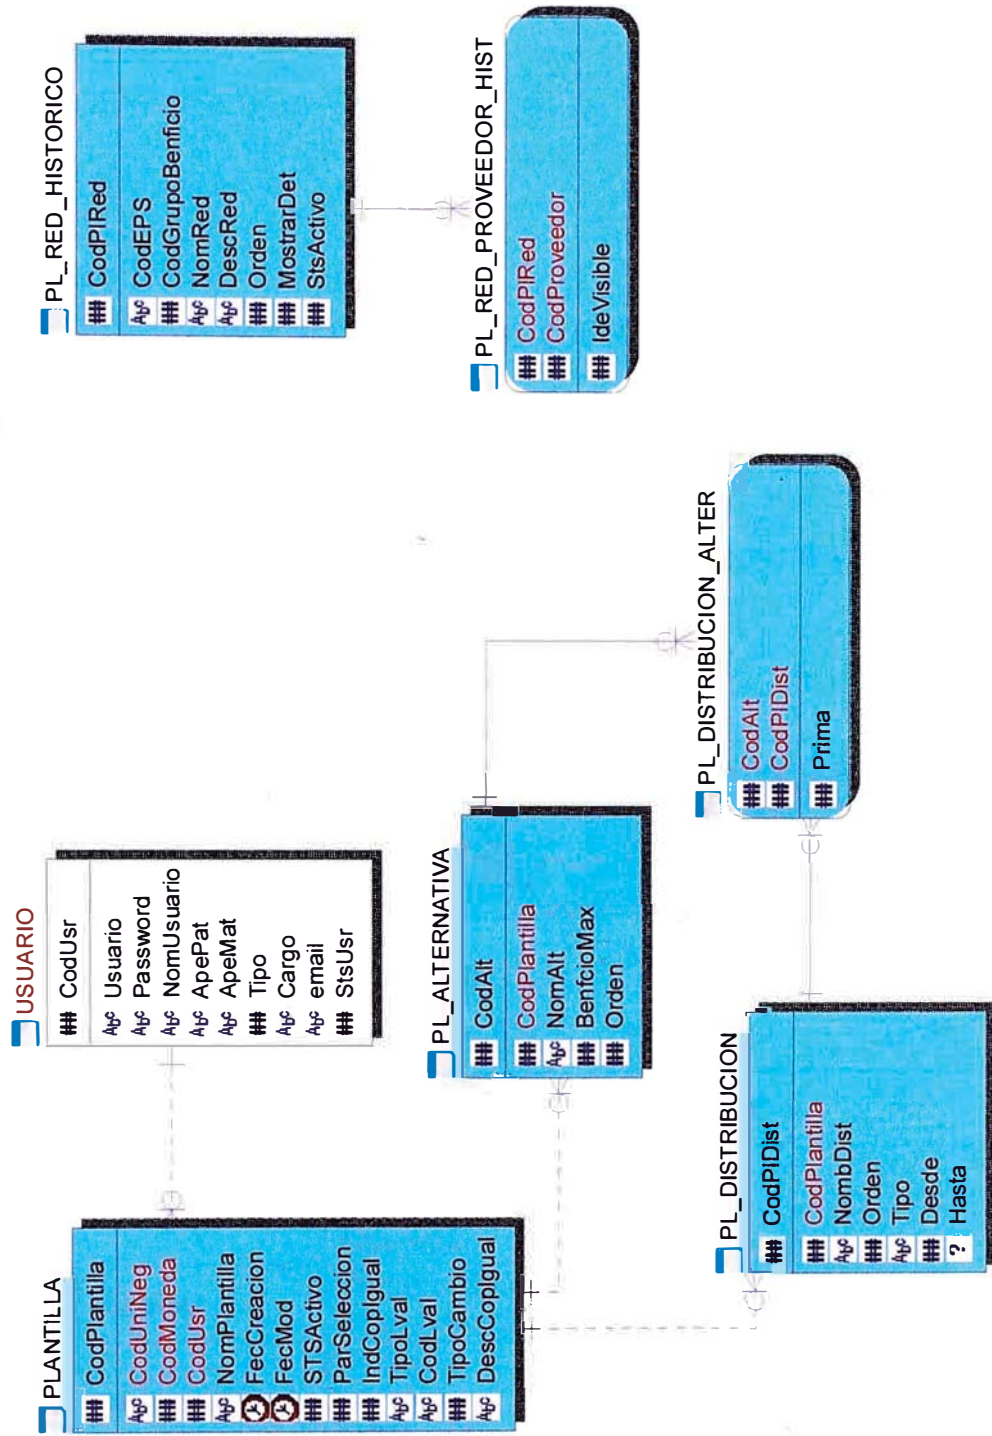 PLANTILLA
CodPlantilla
CodUniNeg
CodMoneda
CodUsr
NomPlantilla
FecCreacion
FecMod
STSActivo
ParSeleccion
IndCopIgual
TipoLval
CodLval
TipoCambio
DescCopIgual
USUARIO
CodUsr
Usuario
Password
NomUsuario
ApePat
ApeMat
Tipo
Cargo
email
StsUsr
PL_RED_HISTORICO
CodPlRed
CodEPS
CodGrupoBenficio
NomRed
DescRed
Orden
MostrarDet
StsActivo
PL_ALTERNATIVA
CodAlt
CodPlantilla
NomAlt
BenfcioMax
Orden
PL_RED_PROVEEDOR_HIST
CodPlRed
CodProveedor
IdeVisible
PL_DISTRIBUCION
CodPlDist
CodPlantilla
NombDist
Orden
Tipo
Desde
Hasta
PL_DISTRIBUCION_ALTER
CodAlt
CodPlDist
Prima